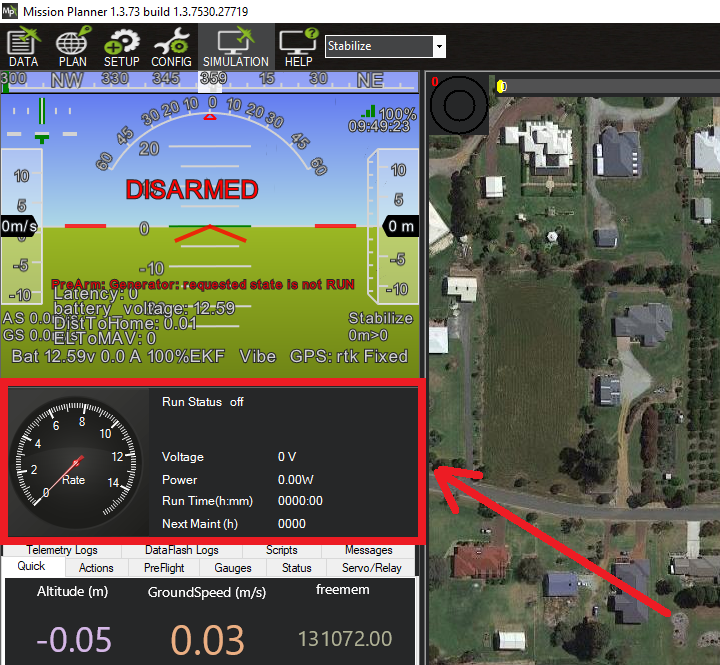 Mission Planner 1.3.73 build 1.3.7530.27719
DATA PLAN SETUP CONFIG SIMULATION HELP Stabilize
300 NW 330 345 359 15 30 NE
0
0
60 45 30 20 10 0 10 20 30 45 60
100%
09:49:23
20
DISARMED
10 10
5 5
0m/s 0 0 m
-5 -5
-10 -10 -10
PreArm: Generator: requested state is not RUN
Latency: 0
battery_voltage: 12.59
DistToHome: 0.01
AS 0.0m/s Stabilize
GS 0.0m/s ELToMAV: 0 0m>0
Bat 12.59v 0.0 A 100% EKF Vibe GPS: rtk Fixed
0 2 4 6 8 10 12 14
Rate
Run Status off
Voltage 0 V
Power 0.00W
Run Time(h:mm) 0000:00
Next Maint (h) 0000
Telemetry Logs DataFlash Logs Scripts Messages
Quick Actions PreFlight Gauges Status Servo/Relay
Altitude (m) GroundSpeed (m/s) freemem
-0.05 0.03 131072.00